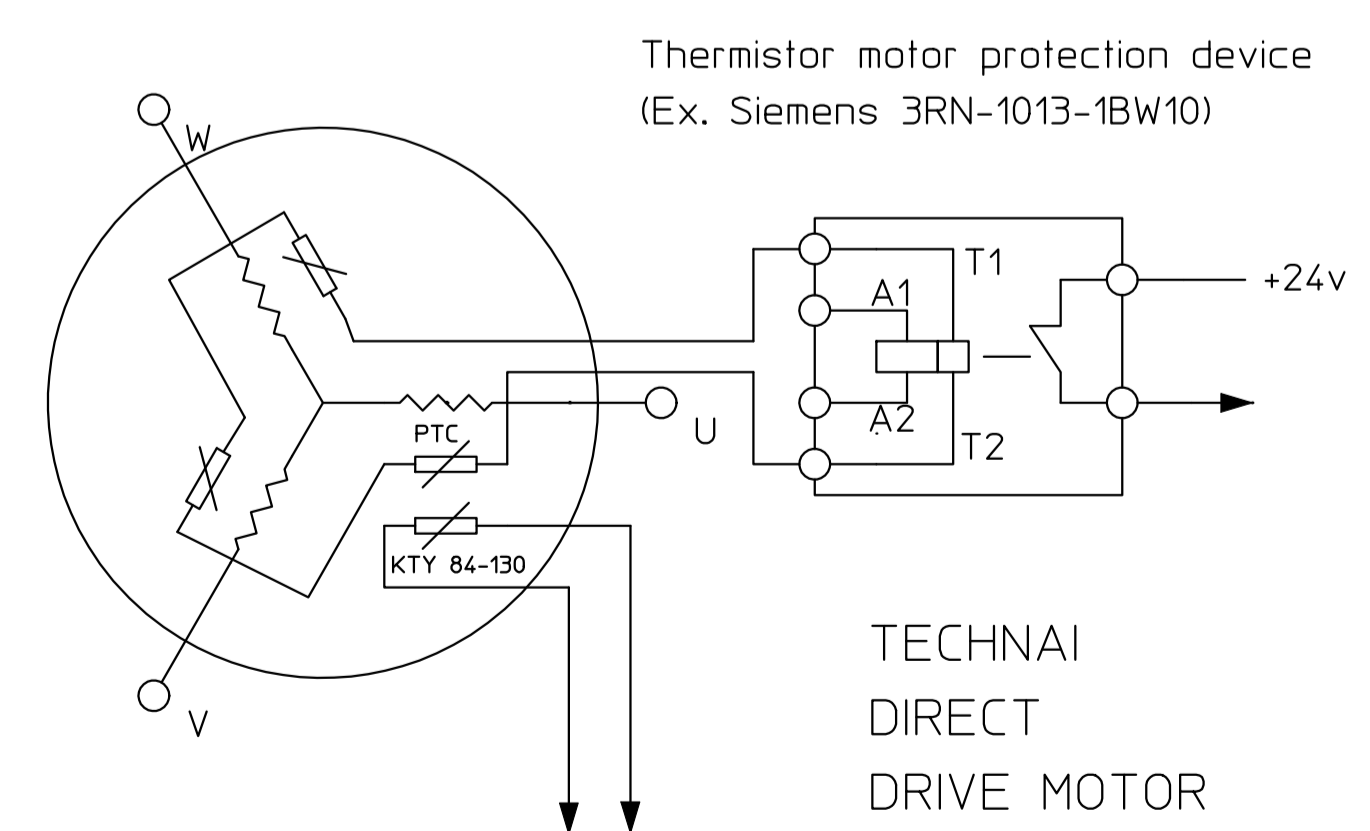 Thermistor motor protection device
(Ex. Siemens 3RN-1013-1BW10)
W
T1
+24v
A1
A2
U
PTC
T2
KTY 84-130
TECHNAI
V
DIRECT
DRIVE MOTOR